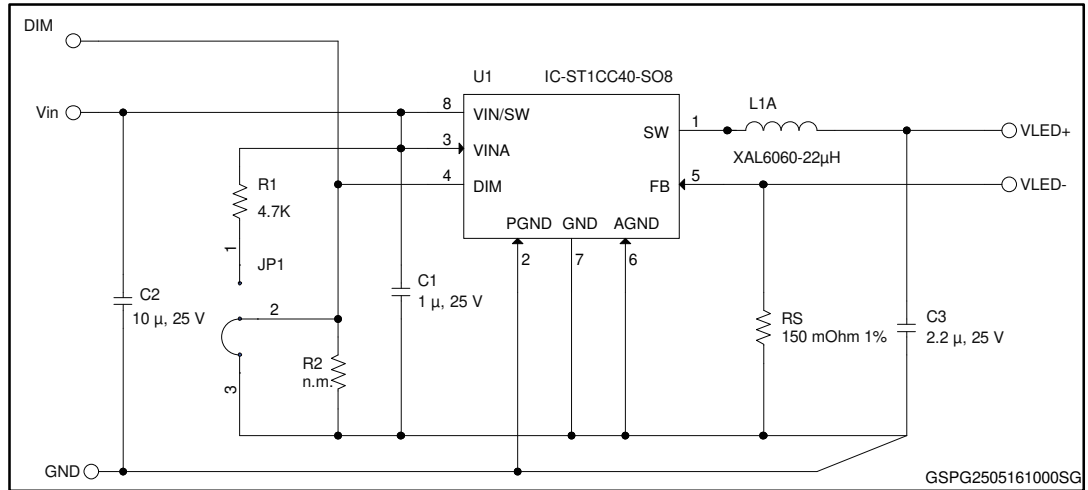 DIM
U1 IC-ST1CC40-SO8
Vin
8 VIN/SW
L1A
SW 1
VLED+
3 VINA
XAL6060-22µH
4 DIM
FB 5
VLED-
R1
4.7K
PGND GND AGND
2 7 6
1
JP1
C2
10 µ, 25 V
2
C1
1 µ, 25 V
RS
150 mOhm 1%
C3
2.2 µ, 25 V
R2
n.m.
3
GND
GSPG2505161000SG